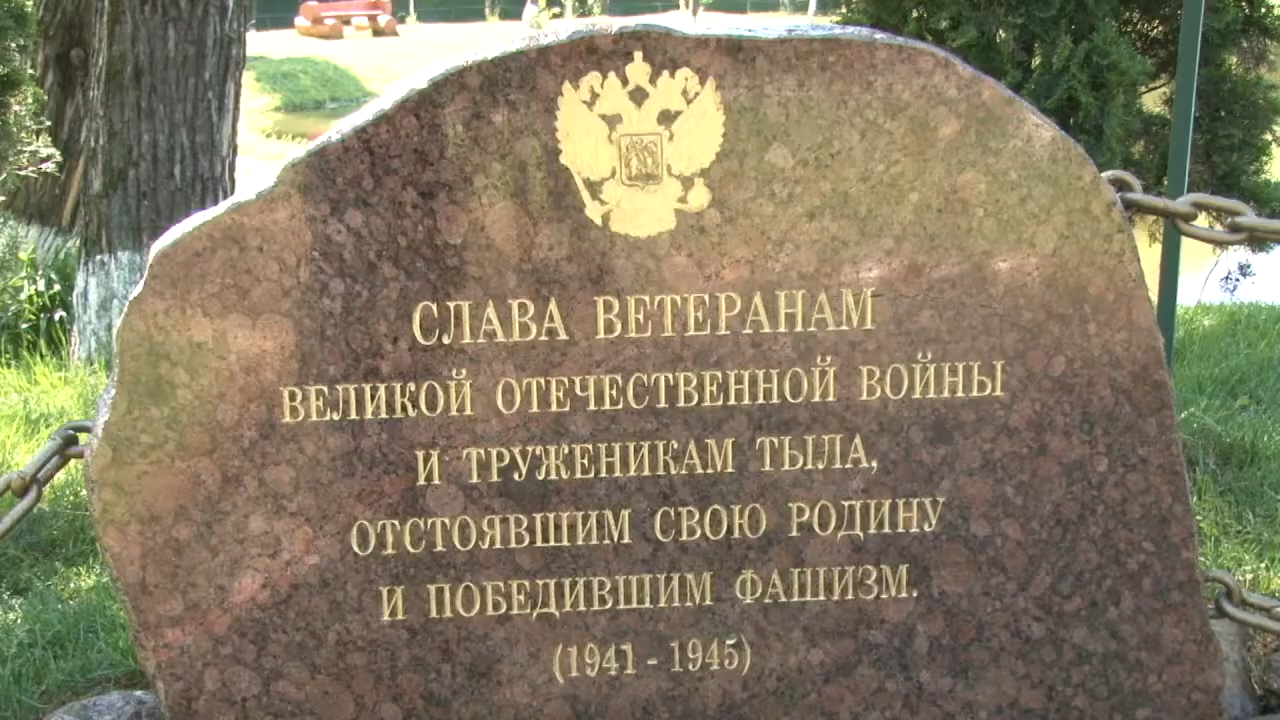 СЛАВА ВЕТЕРАНАМ
ВЕЛИКОЙ ОТЕЧЕСТВЕННОЙ ВОЙНЫ
И ТРУЖЕНИКАМ ТЫЛА,
ОТСТОЯВШИМ СВОЮ РОДИНУ
И ПОБЕДИВШИМ ФАШИЗМ.
(1941 - 1945)